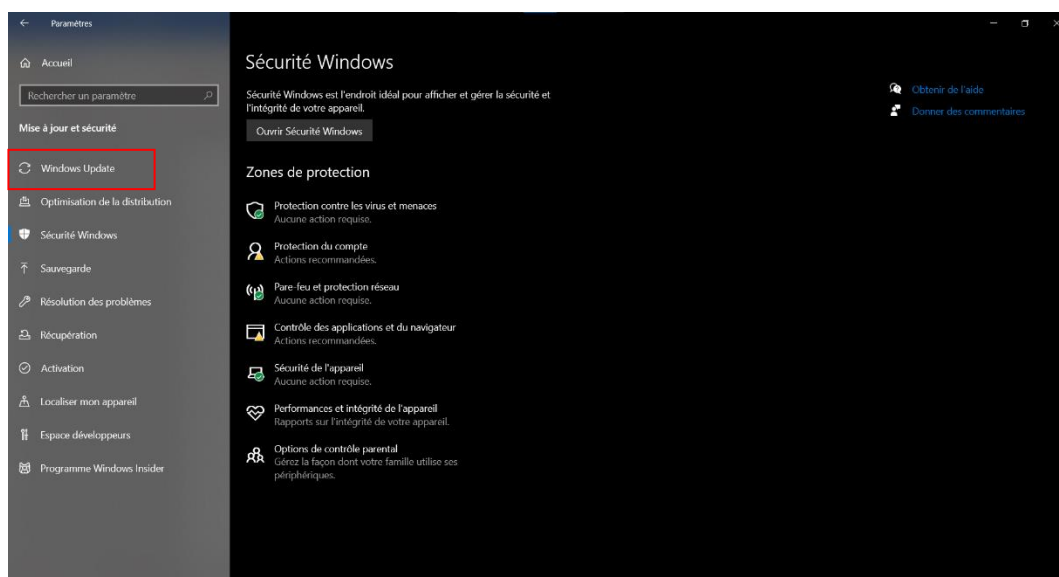 Paramètres
Accueil
Rechercher un paramètre
Mise à jour et sécurité
Windows Update
Optimisation de la distribution
Sécurité Windows
Sauvegarde
Résolution des problèmes
Récupération
Activation
Localiser mon appareil
Espace développeurs
Programme Windows Insider
Sécurité Windows
Sécurité Windows est l'endroit idéal pour afficher et gérer la sécurité et
l'intégrité de votre appareil.
Ouvrir Sécurité Windows
Zones de protection
Protection contre les virus et menaces
Aucune action requise.
Protection du compte
Actions recommandées.
Pare-feu et protection réseau
Aucune action requise.
Contrôle des applications et du navigateur
Actions recommandées.
Sécurité de l'appareil
Aucune action requise.
Performances et intégrité de l'appareil
Rapports sur l'intégrité de votre appareil.
Options de contrôle parental
Gérez la façon dont votre famille utilise ses
périphériques.
Obtenir de l'aide
Donner des commentaires